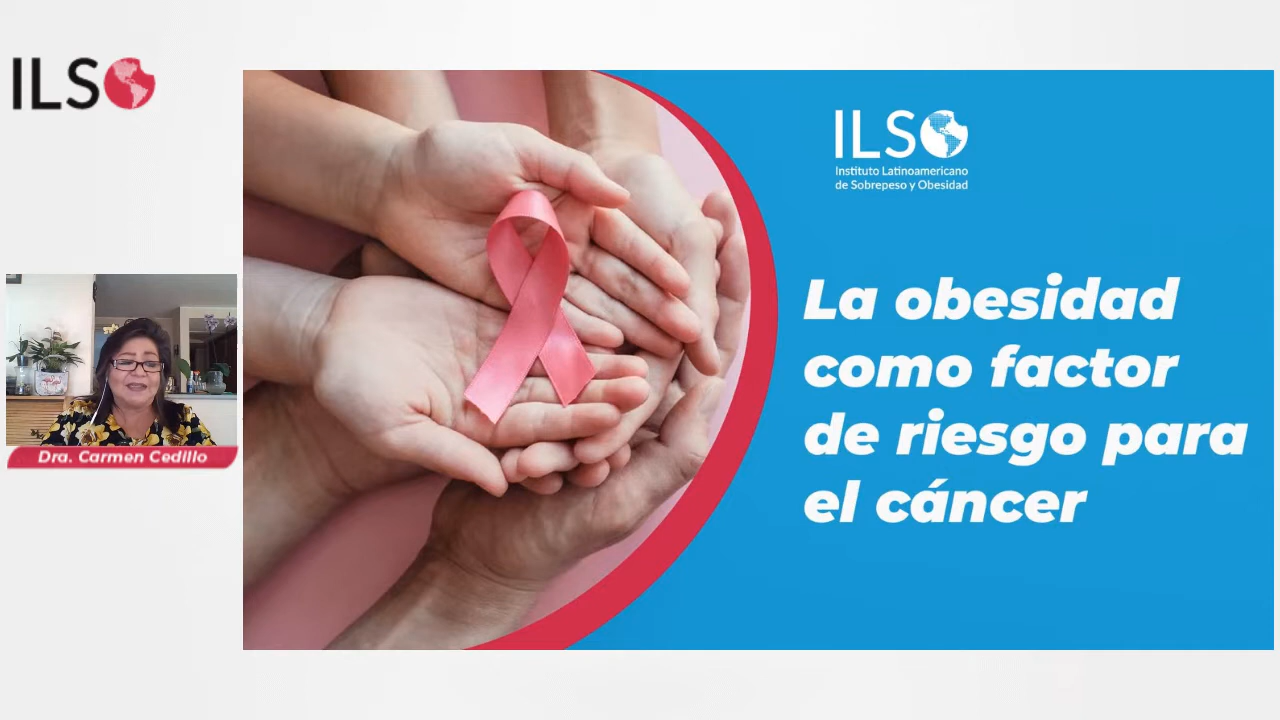 ILSO
Dra. Carmen Cedillo
ILSO
Instituto Latinoamericano
de Sobrepeso y Obesidad
La obesidad
como factor
de riesgo para
el cáncer